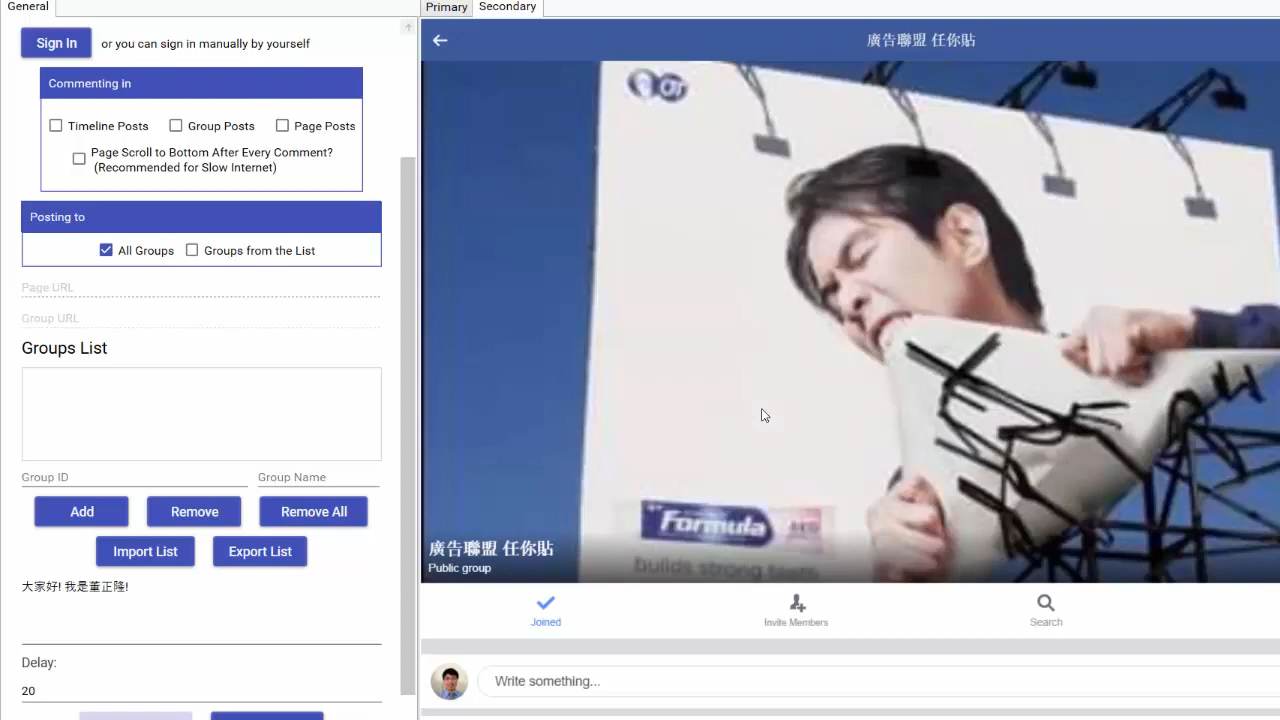 General
Primary
Secondary
Sign In
or you can sign in manually by yourself
Commenting in
Timeline Posts
Group Posts
Page Posts
Page Scroll to Bottom After Every Comment?
(Recommended for Slow Internet)
Posting to
All Groups
Groups from the List
Page URL
Group URL
Groups List
Group ID
Group Name
Add
Remove
Remove All
Import List
Export List
大家好! 我是董正隆!
Delay:
20
廣告聯盟 任你貼
Formula
builds strong teeth
廣告聯盟 任你貼
Public group
Joined
Invite Members
Search
Write something...